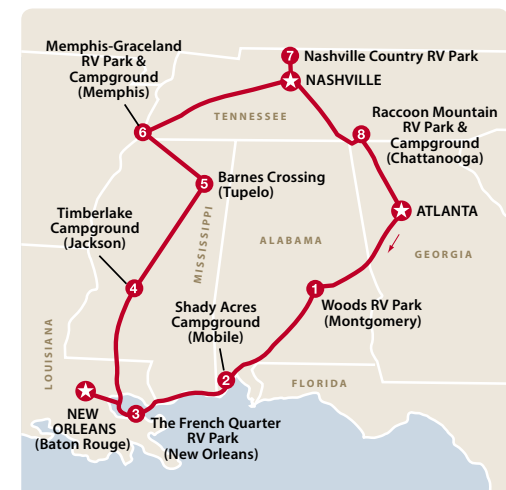 Memphis-Graceland
RV Park &
Campground
(Memphis)
7
Nashville Country RV Park
NASHVILLE
TENNESSEE
Raccoon Mountain
RV Park &
Campground
(Chattanooga)
6
8
5
Barnes Crossing
(Tupelo)
Timberlake
Campground
(Jackson)
ATLANTA
MISSISSIPPI
ALABAMA
GEORGIA
4
1
Shady Acres
Campground
(Mobile)
Woods RV Park
(Montgomery)
LOUISIANA
2
FLORIDA
NEW
ORLEANS
(Baton Rouge)
3
The French Quarter
RV Park
(New Orleans)